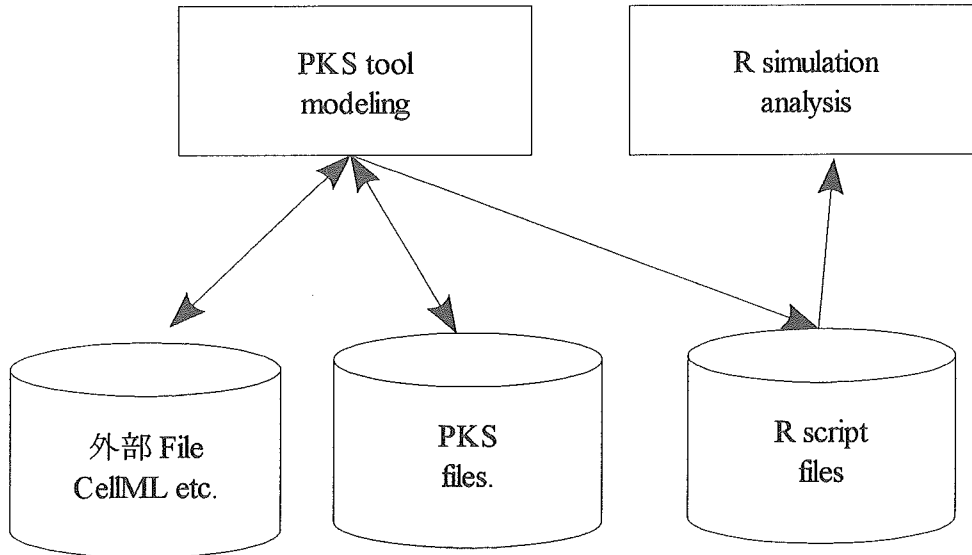 PKS tool
modeling
R simulation
analysis
外部 File
CellML etc.
PKS
files.
R script
files